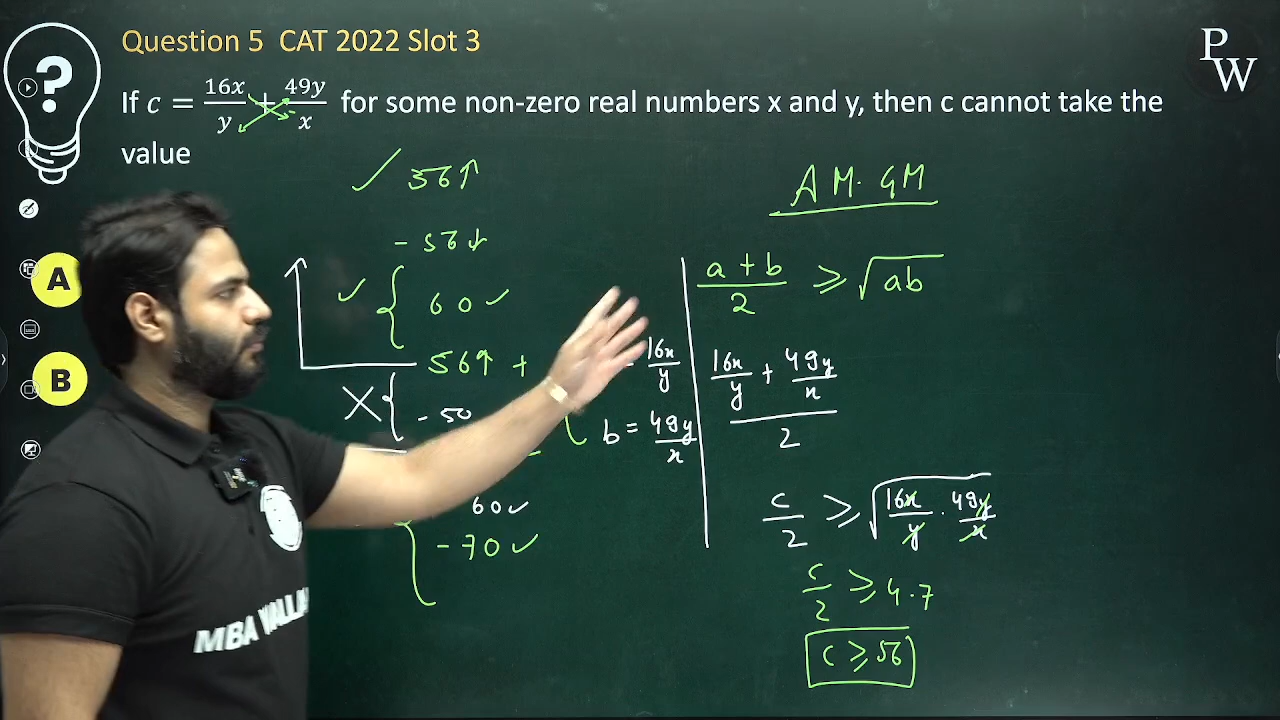 Question 5 CAT 2022 Slot 3
PW
If c = 16x/y + 49y/x for some non-zero real numbers x and y, then c cannot take the
value
✓ 56↑
AM·GM
- 56↓
✓ { 60 ✓
56↑ +
X { - 50
60 ✓
- 70 ✓
A
B
= 16x/y
b = 49y/x
a + b / 2 ≥ √ab
16x/y + 49y/x / 2
c/2 ≥ √16x/y · 49y/x
c/2 ≥ 4·7
c ≥ 56
MBA WALLAH